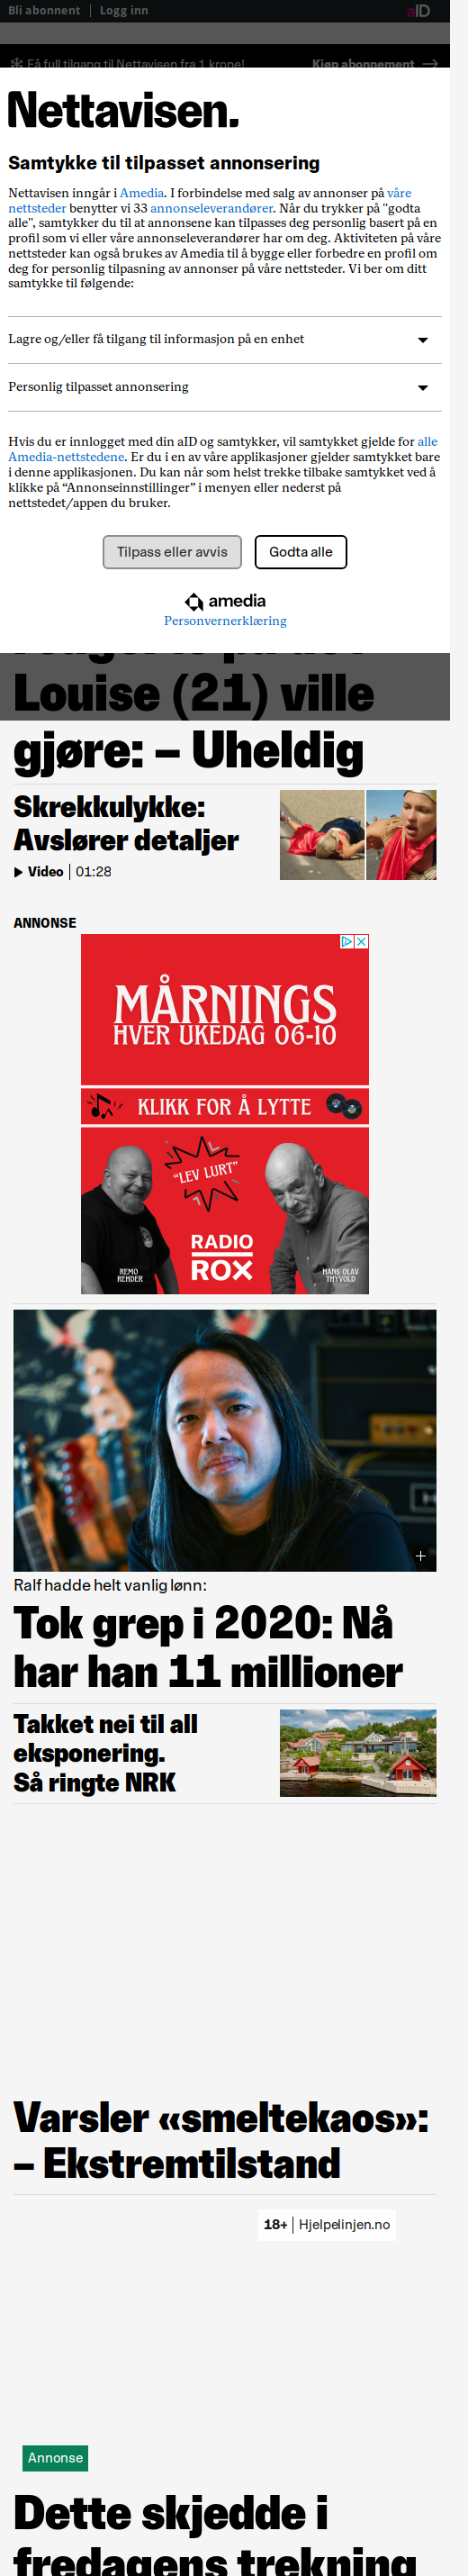 Bli abonnent | Logg inn
aID
Få full tilgang til Nettavisen fra 1 krone!
Kjøp abonnement
Nettavisen.
Samtykke til tilpasset annonsering
Nettavisen inngår i Amedia. I forbindelse med salg av annonser på våre
nettsteder benytter vi 33 annonseleverandører. Når du trykker på "godta
alle", samtykker du til at annonsene kan tilpasses deg personlig basert på en
profil som vi eller våre annonseleverandører har om deg. Aktiviteten på våre
nettsteder kan også brukes av Amedia til å bygge eller forbedre en profil om
deg for personlig tilpasning av annonser på våre nettsteder. Vi ber om ditt
samtykke til følgende:
Lagre og/eller få tilgang til informasjon på en enhet
Personlig tilpasset annonsering
Hvis du er innlogget med din aID og samtykker, vil samtykket gjelde for alle
Amedia-nettstedene. Er du i en av våre applikasjoner gjelder samtykket bare
i denne applikasjonen. Du kan når som helst trekke tilbake samtykket ved å
klikke på “Annonseinnstillinger” i menyen eller nederst på
nettstedet/appen du bruker.
Tilpass eller avvis
Godta alle
amedia
Personvernerklæring
Louise (21) ville
gjøre: – Uheldig
Skrekkulykke:
Avslører detaljer
Video | 01:28
ANNONSE
MÅRNINGS
HVER UKEDAG 06-10
KLIKK FOR Å LYTTE
“LEV LURT”
RADIO
ROX
REMO
REHDER
HANS OLAV
THYVOLD
Ralf hadde helt vanlig lønn:
Tok grep i 2020: Nå
har han 11 millioner
Takket nei til all
eksponering.
Så ringte NRK
Varsler «smeltekaos»:
– Ekstremtilstand
18+ | Hjelpelinjen.no
Annonse
Dette skjedde i
fredagens trekning